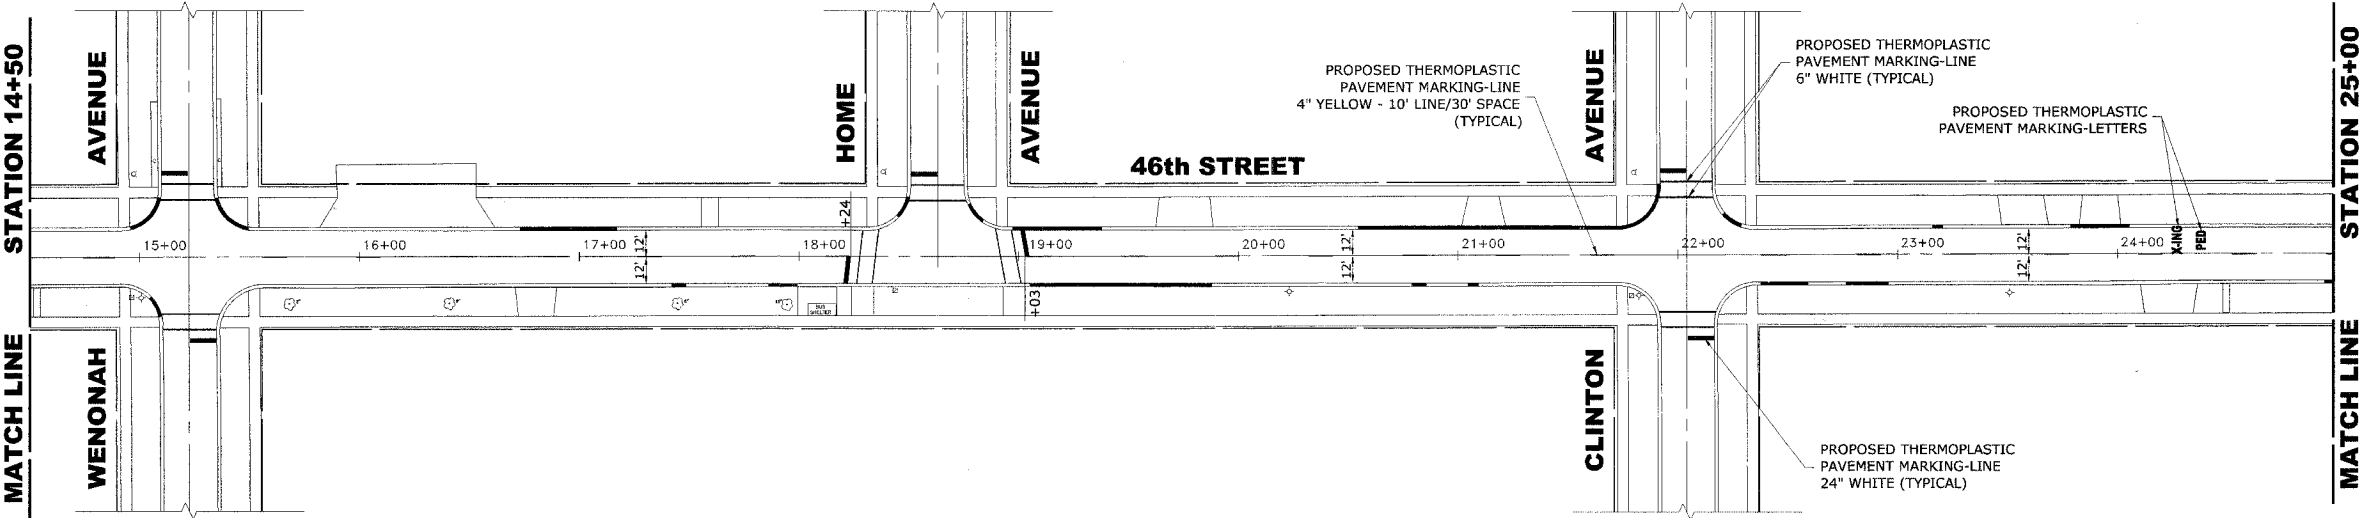 MATCH LINE STATION 14+50
WENONAH AVENUE
HOME AVENUE
46th STREET
CLINTON AVENUE
PROPOSED THERMOPLASTIC
PAVEMENT MARKING-LINE
4" YELLOW - 10' LINE/30' SPACE
(TYPICAL)
PROPOSED THERMOPLASTIC
PAVEMENT MARKING-LINE
6" WHITE (TYPICAL)
PROPOSED THERMOPLASTIC
PAVEMENT MARKING-LETTERS
+24
15+00 16+00 17+00 18+00 19+00 20+00 21+00 22+00 23+00 24+00
12' 12'
12' 12'
12' 12'
X-ING
PED
BUS
SHELTER
+03
PROPOSED THERMOPLASTIC
PAVEMENT MARKING-LINE
24" WHITE (TYPICAL)
MATCH LINE STATION 25+00